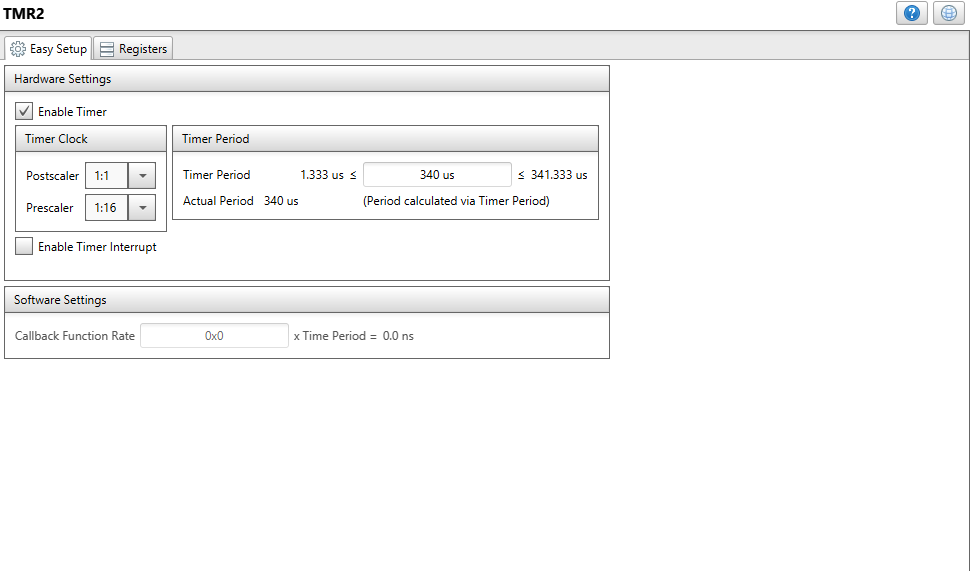 TMR2
Easy Setup Registers
Hardware Settings
Enable Timer
Timer Clock
Postscaler 1:1
Prescaler 1:16
Timer Period
Timer Period 1.333 us ≤ 340 us ≤ 341.333 us
Actual Period 340 us (Period calculated via Timer Period)
Enable Timer Interrupt
Software Settings
Callback Function Rate 0x0 x Time Period = 0.0 ns